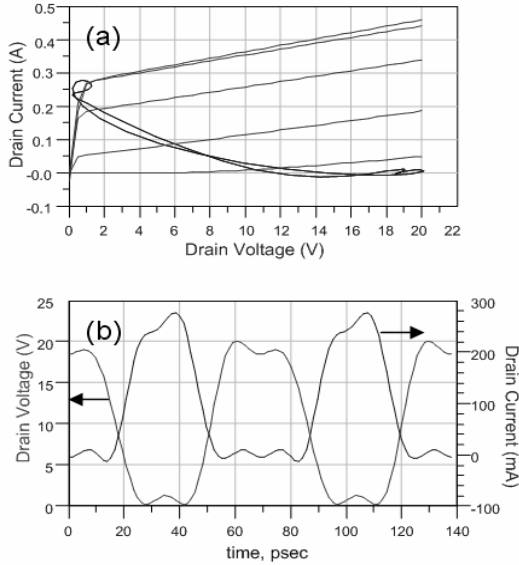 (a)
Drain Current (A)
0.5
0.4
0.3
0.2
0.1
-0.0
-0.1
0 2 4 6 8 10 12 14 16 18 20 22
Drain Voltage (V)
(b)
Drain Voltage (V)
25
20
15
10
5
0
300
200
100
0
-100
Drain Current (mA)
0 20 40 60 80 100 120 140
time, psec